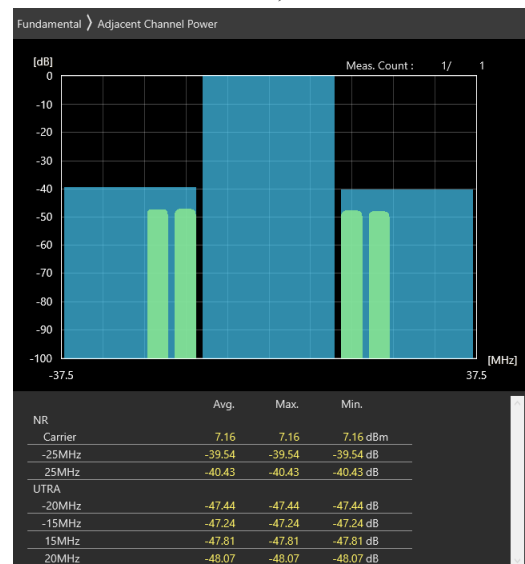 Fundamental 〉 Adjacent Channel Power
[dB]
Meas. Count : 1/ 1
0
-10
-20
-30
-40
-50
-60
-70
-80
-90
-100
[MHz]
-37.5 37.5
Avg. Max. Min.
NR
Carrier 7.16 7.16 7.16 dBm
-25MHz -39.54 -39.54 -39.54 dB
25MHz -40.43 -40.43 -40.43 dB
UTRA
-20MHz -47.44 -47.44 -47.44 dB
-15MHz -47.24 -47.24 -47.24 dB
15MHz -47.81 -47.81 -47.81 dB
20MHz -48.07 -48.07 -48.07 dB